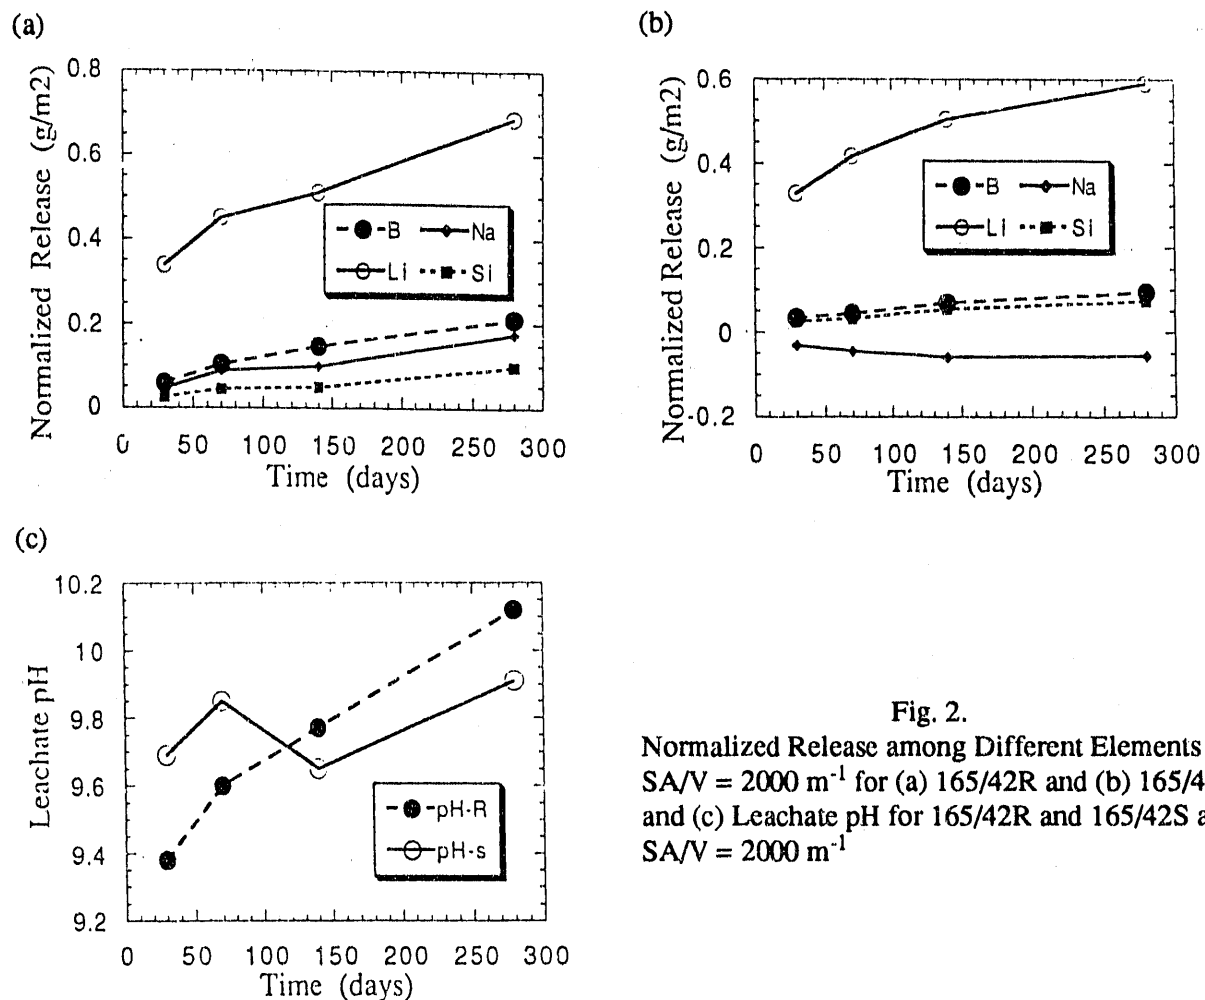 (a)
Normalized Release (g/m2)
0.8
0.6
0.4
0.2
0
0 50 100 150 200 250 300
Time (days)
B Na
Li Si
(b)
Normalized Release (g/m2)
0.6
0.4
0.2
0
-0.2
0 50 100 150 200 250 300
Time (days)
B Na
Li Si
(c)
Leachate pH
10.2
10
9.8
9.6
9.4
9.2
0 50 100 150 200 250 300
Time (days)
pH-R
pH-s
Fig. 2.
Normalized Release among Different Elements
SA/V = 2000 m⁻¹ for (a) 165/42R and (b) 165/4
and (c) Leachate pH for 165/42R and 165/42S a
SA/V = 2000 m⁻¹